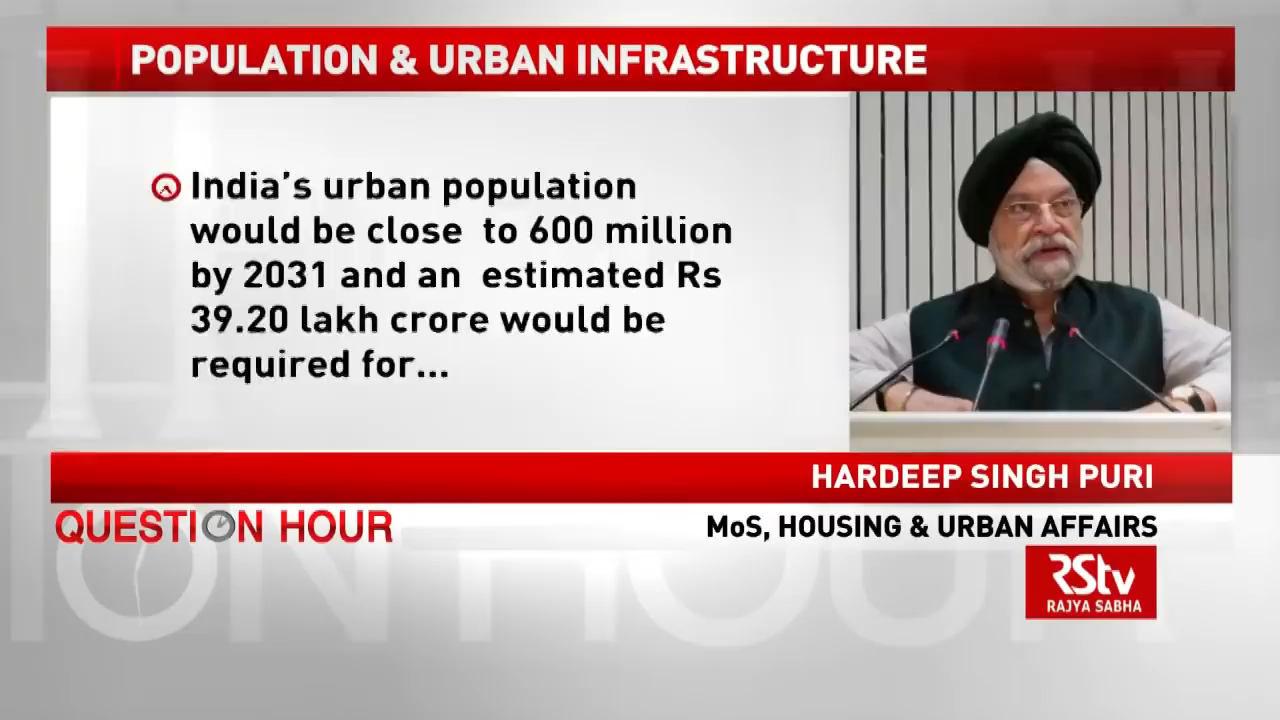 POPULATION & URBAN INFRASTRUCTURE
India's urban population
would be close to 600 million
by 2031 and an estimated Rs
39.20 lakh crore would be
required for...
HARDEEP SINGH PURI
QUESTION HOUR
MoS, HOUSING & URBAN AFFAIRS
RStv
RAJYA SABHA
ION HOUR